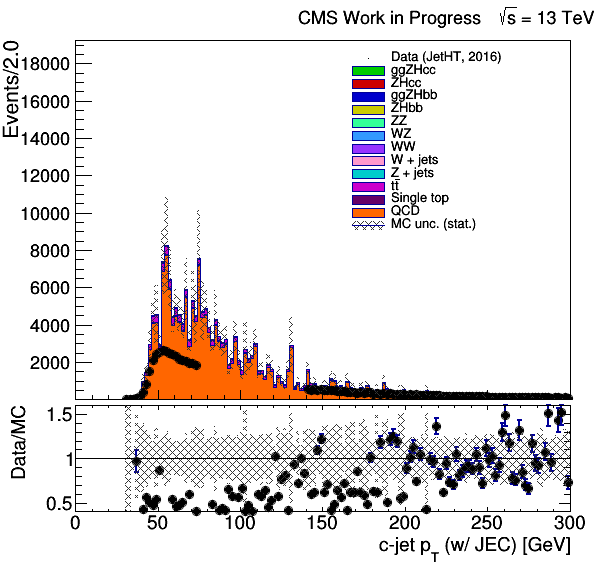 CMS Work in Progress √s = 13 TeV
Events/2.0
18000
16000
14000
12000
10000
8000
6000
4000
2000
Data (JetHT, 2016)
ggZHcc
ZHcc
ggZHbb
ZHbb
ZZ
WZ
WW
W + jets
Z + jets
tt̄
Single top
QCD
MC unc. (stat.)
Data/MC
1.5
1
0.5
0 50 100 150 200 250 300
c-jet p_T (w/ JEC) [GeV]